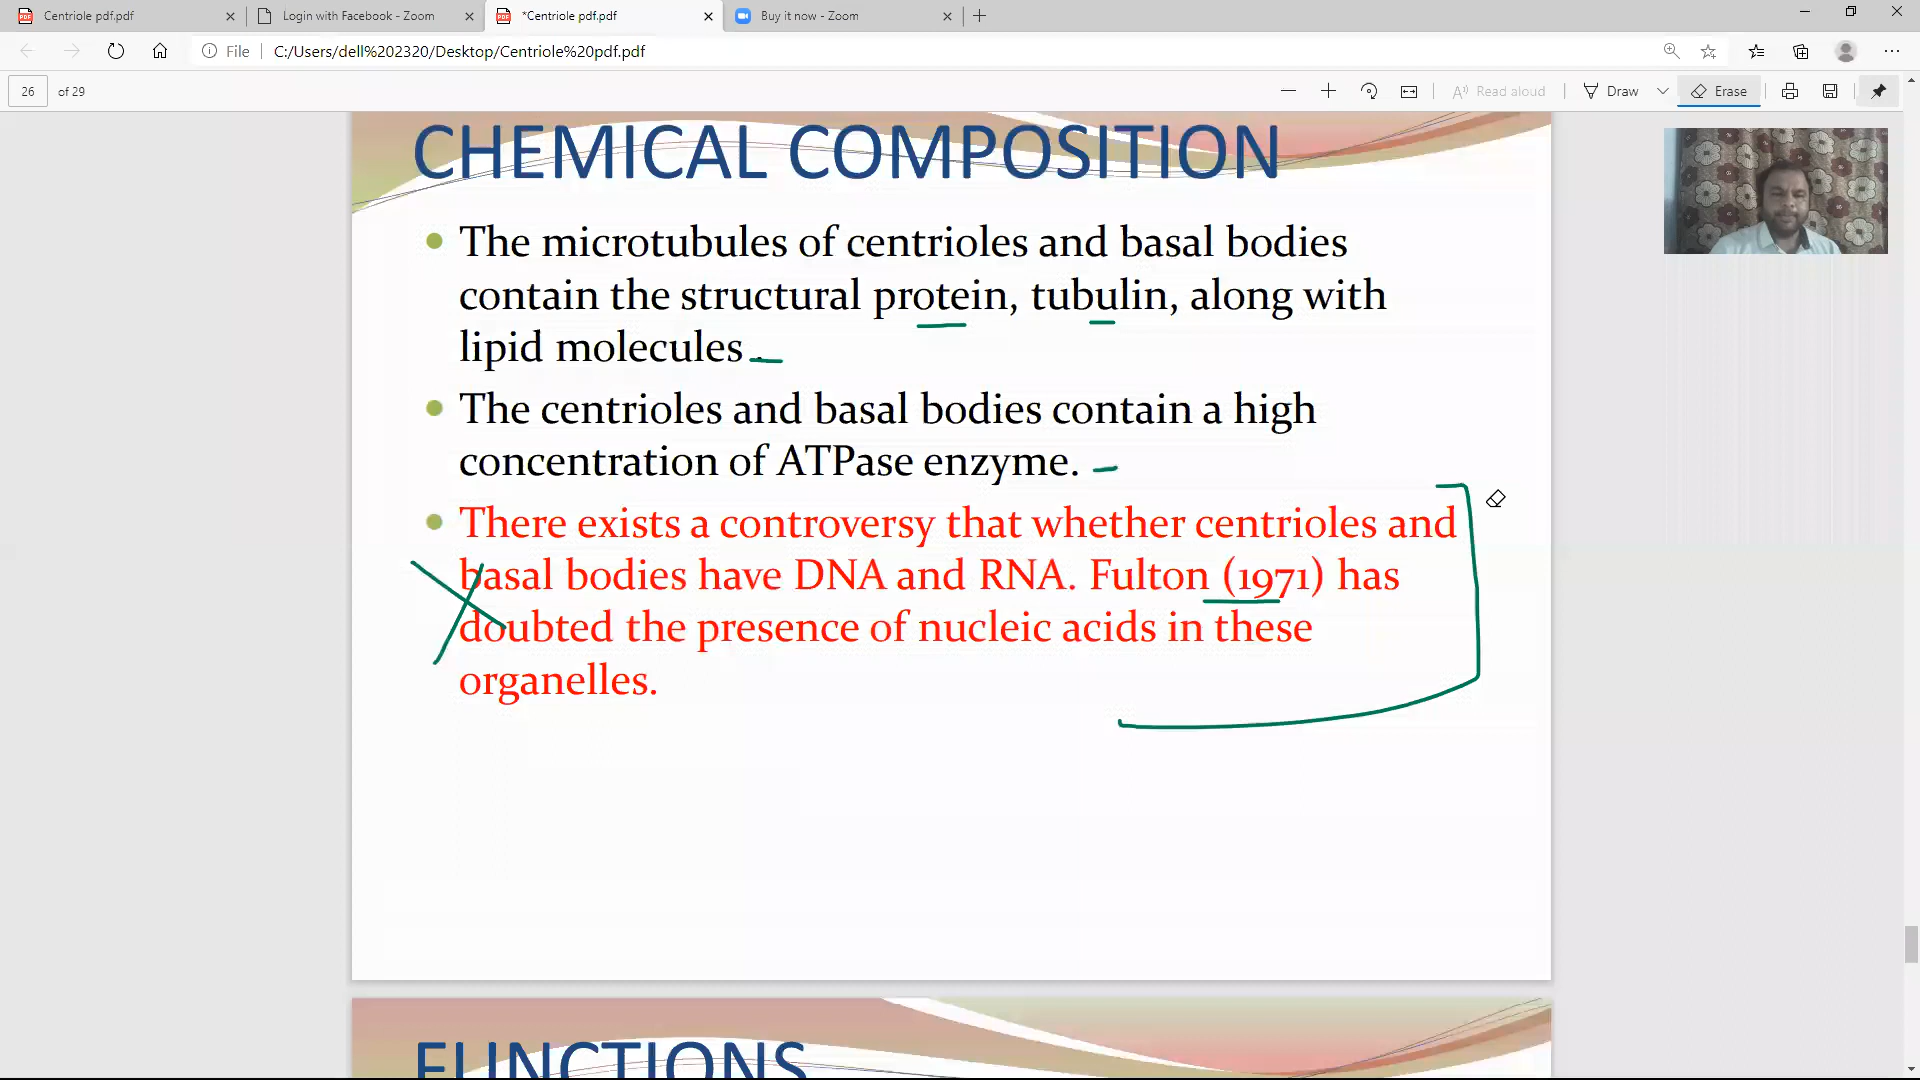 Centriole pdf.pdf
Login with Facebook - Zoom
*Centriole pdf.pdf
Buy it now - Zoom
File
C:/Users/dell%202320/Desktop/Centriole%20pdf.pdf
26 of 29
Read aloud
Draw
Erase
CHEMICAL COMPOSITION
The microtubules of centrioles and basal bodies
contain the structural protein, tubulin, along with
lipid molecules .
The centrioles and basal bodies contain a high
concentration of ATPase enzyme.
There exists a controversy that whether centrioles and
basal bodies have DNA and RNA. Fulton (1971) has
doubted the presence of nucleic acids in these
organelles.
FUNCTIONS